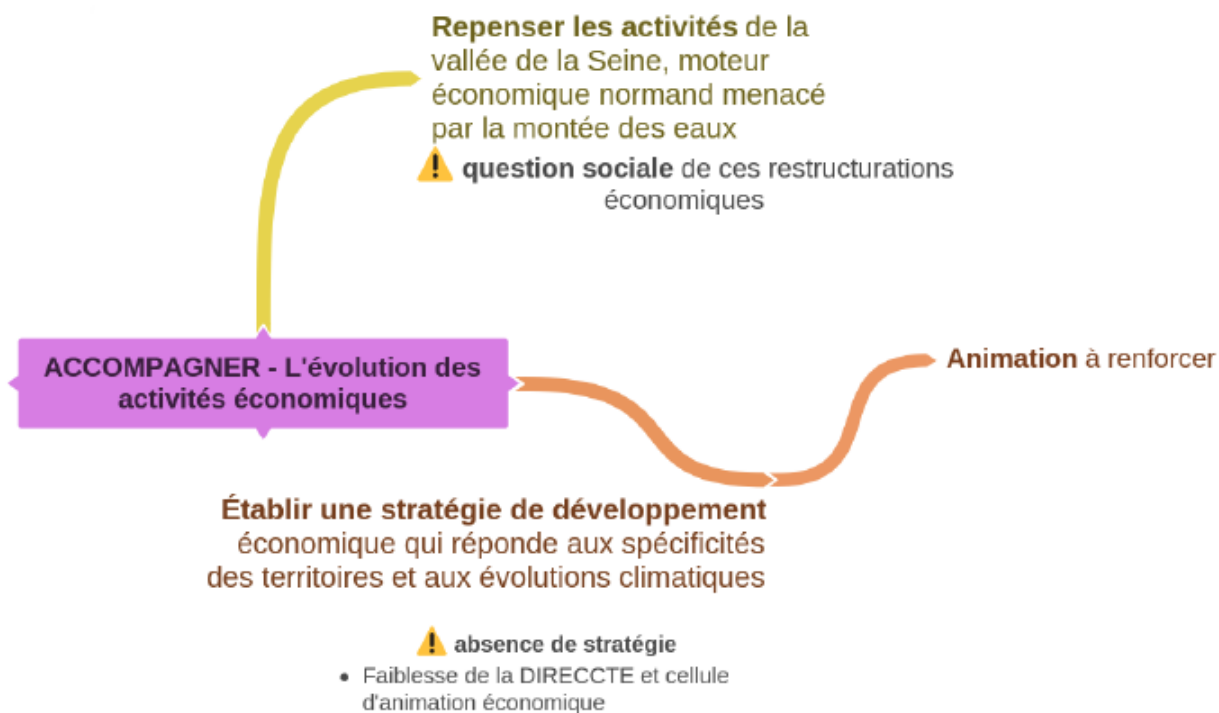 Repenser les activités de la
vallée de la Seine, moteur
économique normand menacé
par la montée des eaux
question sociale de ces restructurations
économiques
ACCOMPAGNER - L'évolution des
activités économiques
Animation à renforcer
Établir une stratégie de développement
économique qui réponde aux spécificités
des territoires et aux évolutions climatiques
absence de stratégie
• Faiblesse de la DIRECCTE et cellule
d'animation économique